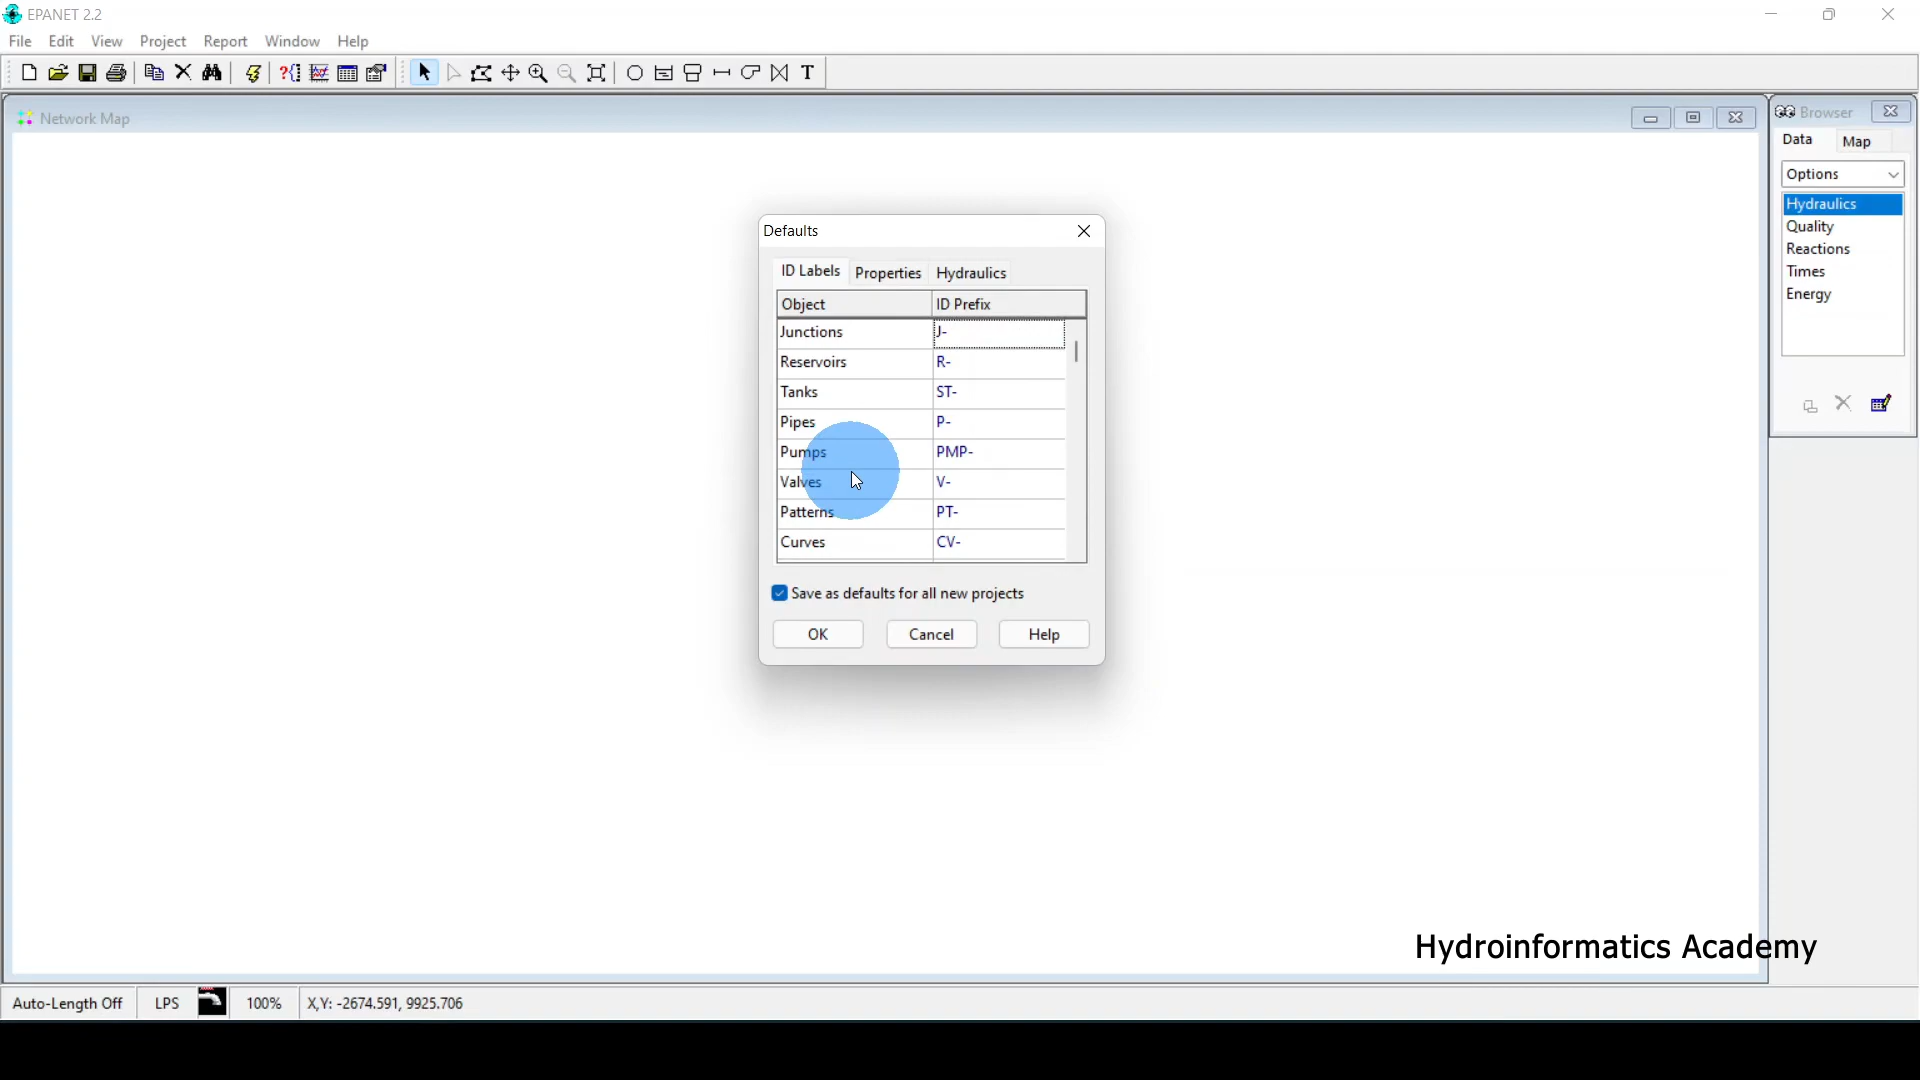 EPANET 2.2
File Edit View Project Report Window Help
T
Network Map
Browser
Data Map
Options
Hydraulics
Quality
Reactions
Times
Energy
Defaults
ID Labels Properties Hydraulics
Object ID Prefix
Junctions J-
Reservoirs R-
Tanks ST-
Pipes P-
Pumps PMP-
Valves V-
Patterns PT-
Curves CV-
Save as defaults for all new projects
OK Cancel Help
Hydroinformatics Academy
Auto-Length Off LPS 100% X,Y: -2674.591, 9925.706